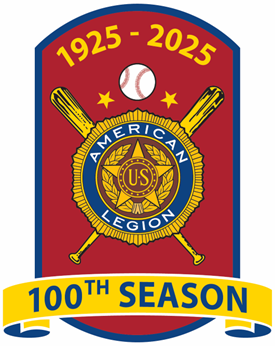 1925 - 2025
AMERICAN
U.S
LEGION
100TH SEASON